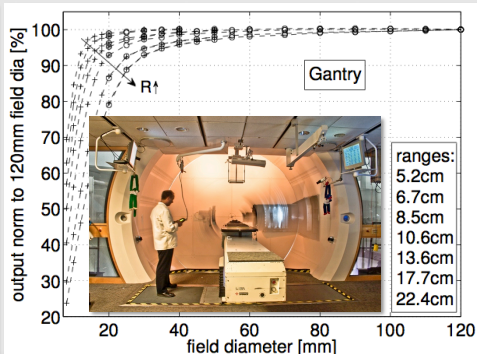 output norm to 120mm field dia [%]
100
90
80
70
60
50
40
30
20
R↑
Gantry
ranges:
5.2cm
6.7cm
8.5cm
10.6cm
13.6cm
17.7cm
22.4cm
20
40
60
80
100
120
field diameter [mm]